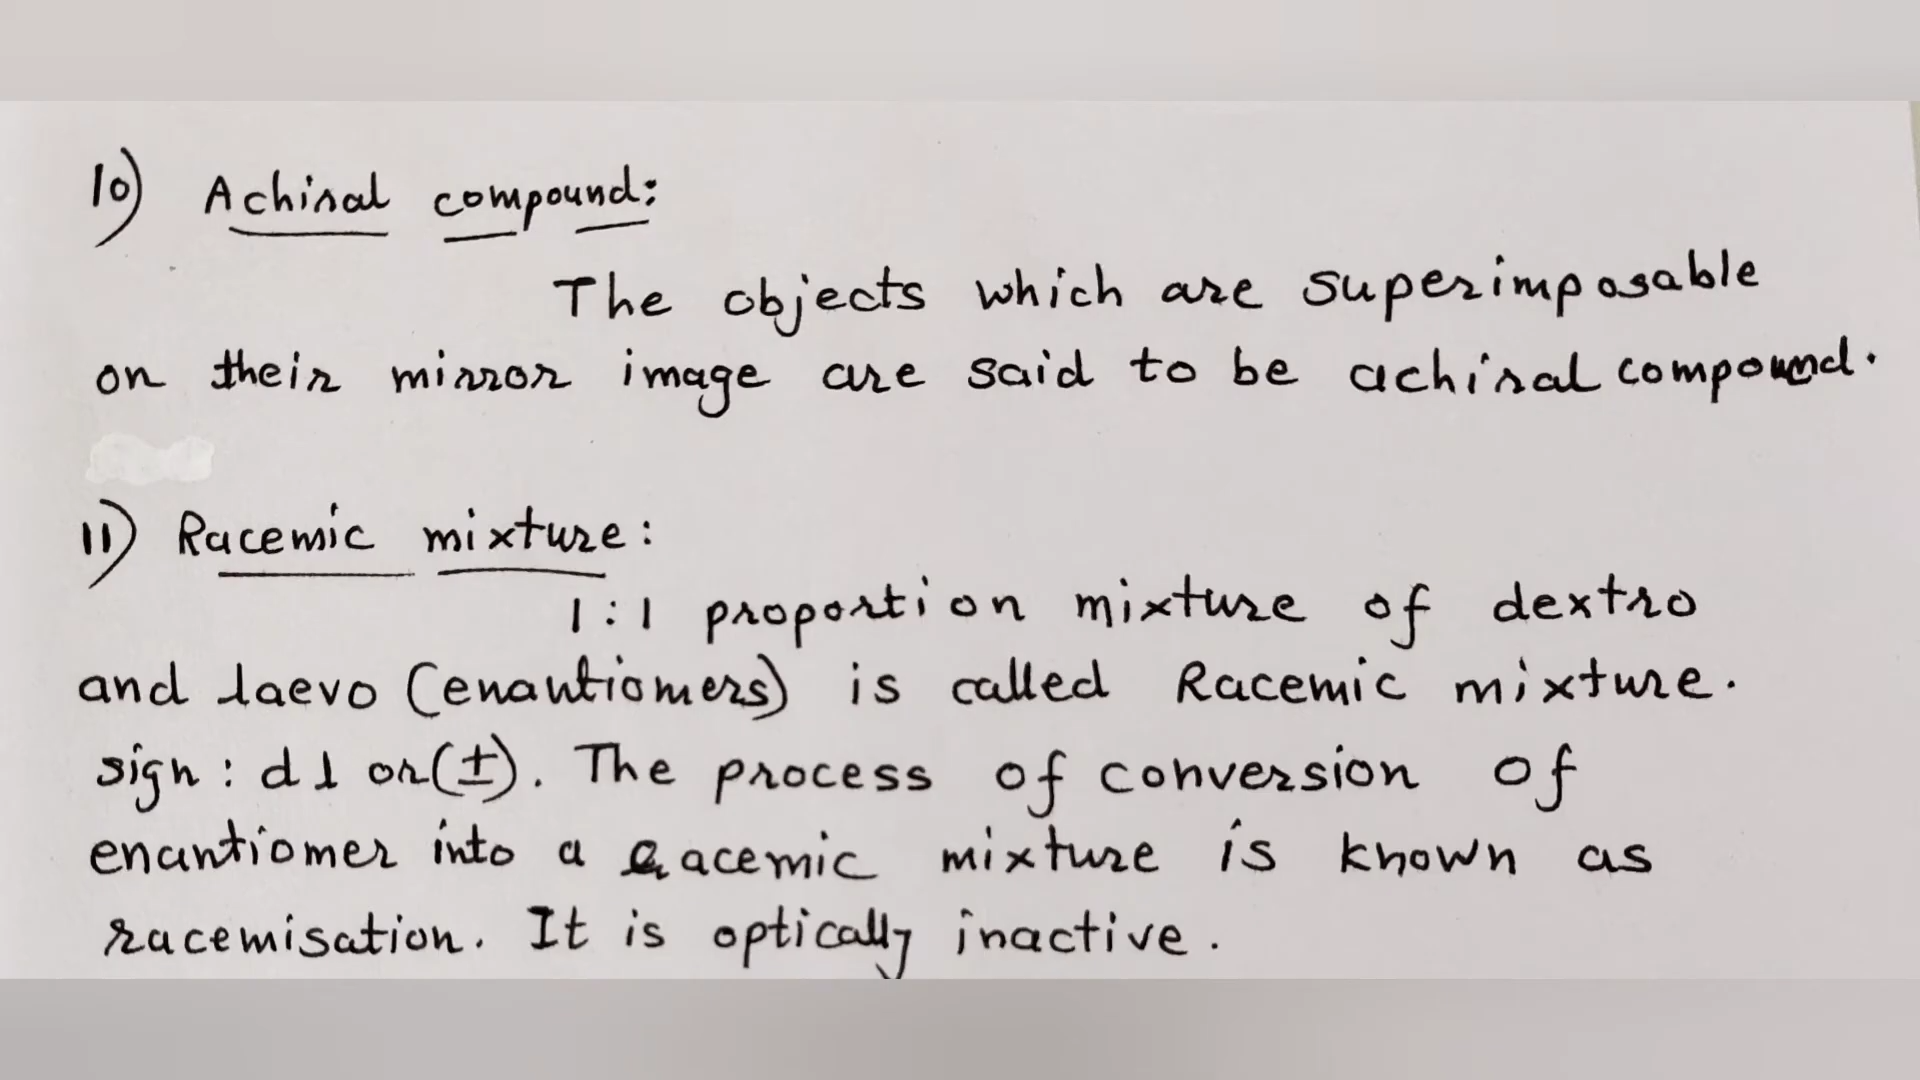 10) Achiral compound:
The objects which are superimposable
on their mirror image are said to be achiral compound.
11) Racemic mixture:
1:1 proportion mixture of dextro
and laevo (enantiomers) is called Racemic mixture.
sign: dl or (±). The process of conversion of
enantiomer into a racemic mixture is known as
racemisation. It is optically inactive.